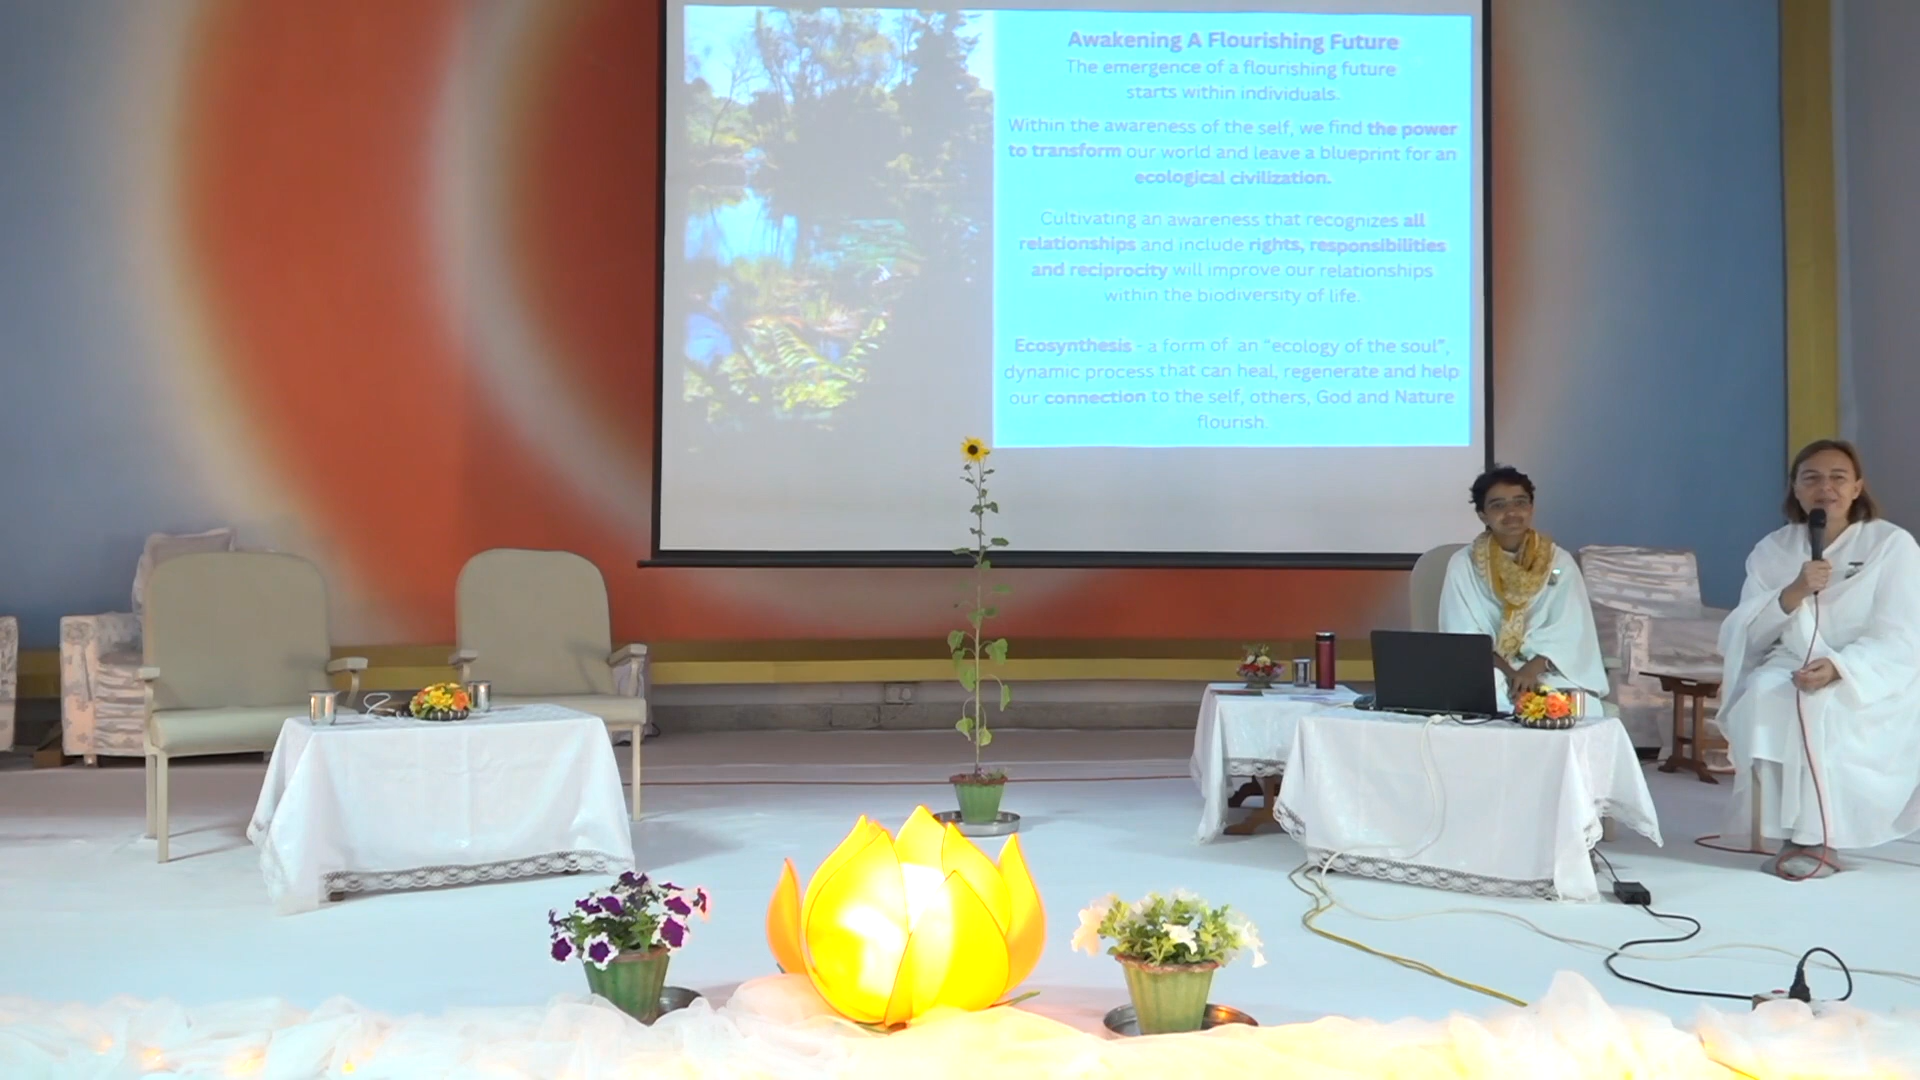 Awakening A Flourishing Future
The emergence of a flourishing future
starts within individuals.
Within the awareness of the self, we find the power
to transform our world and leave a blueprint for an
ecological civilization.
Cultivating an awareness that recognizes all
relationships and include rights, responsibilities
and reciprocity will improve our relationships
within the biodiversity of life.
Ecosynthesis - a form of an “ecology of the soul”,
dynamic process that can heal, regenerate and help
our connection to the self, others, God and Nature
flourish.